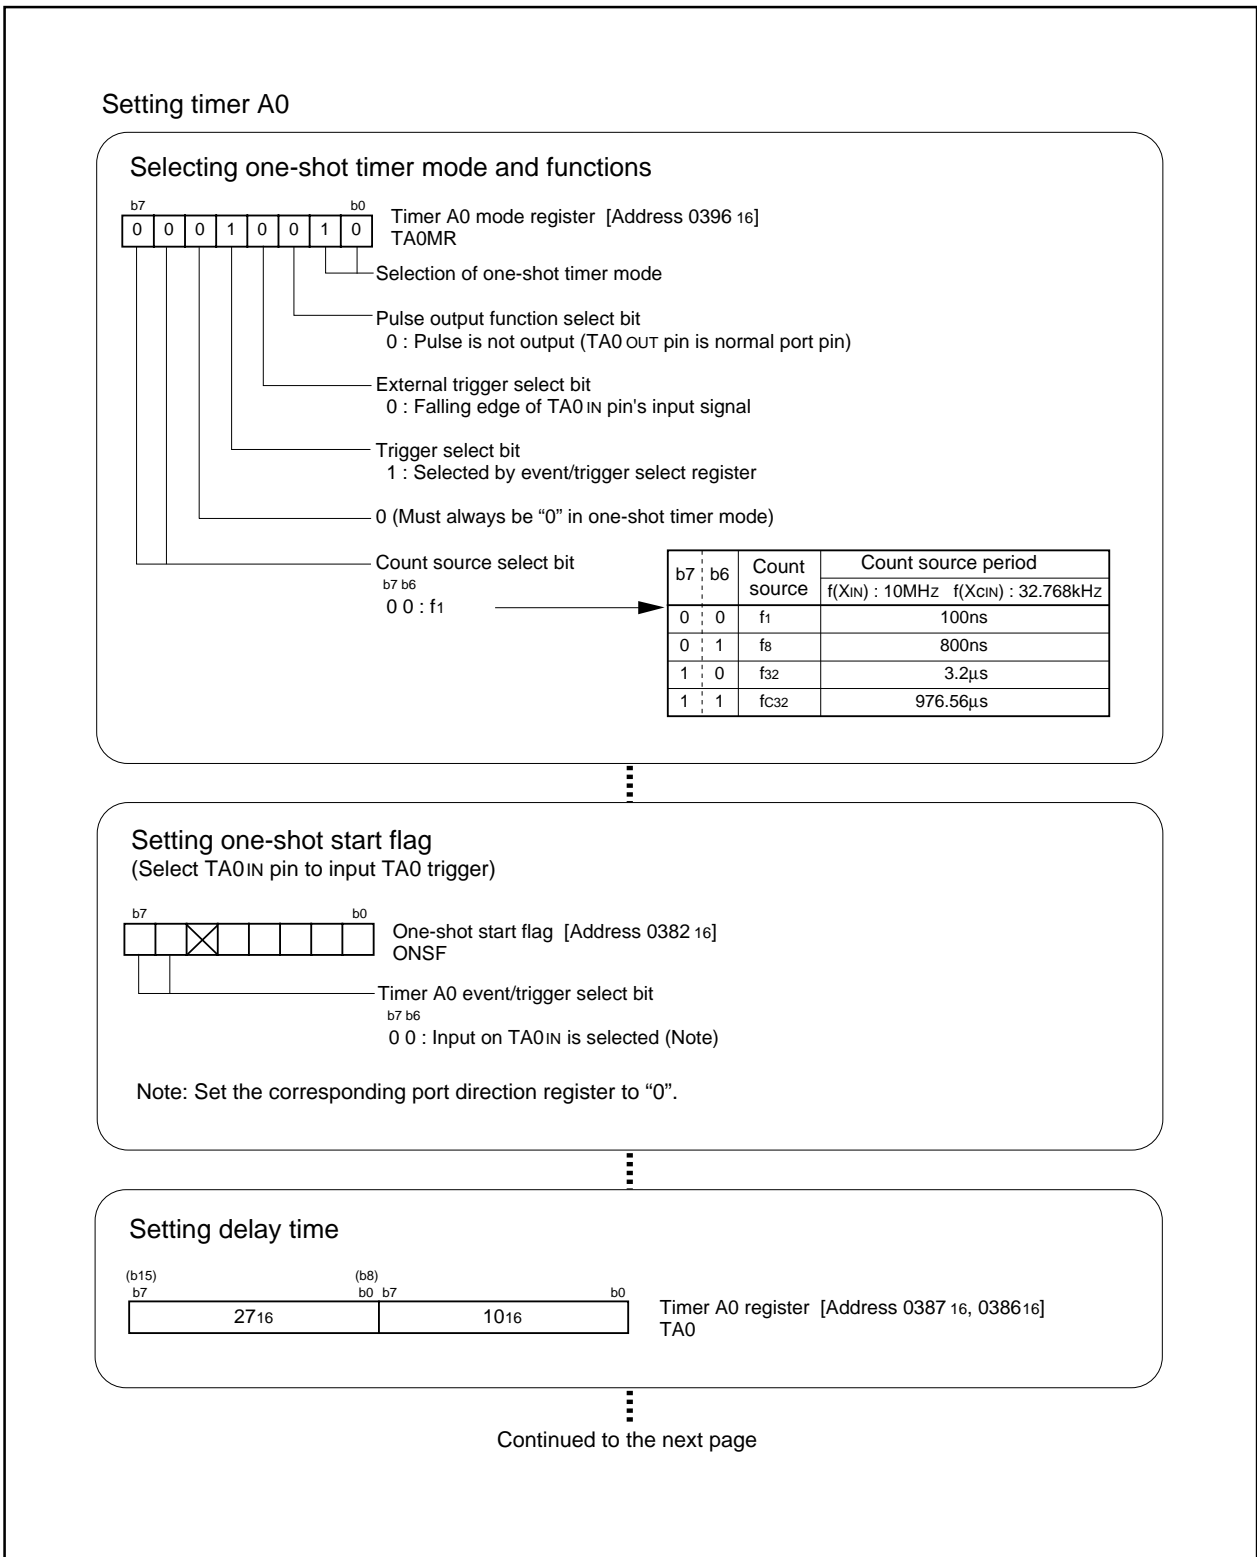 Setting timer A0
Selecting one-shot timer mode and functions
b7 b0
0 0 0 1 0 0 1 0
Timer A0 mode register [Address 0396 16]
TA0MR
Selection of one-shot timer mode
Pulse output function select bit
0 : Pulse is not output (TA0 OUT pin is normal port pin)
External trigger select bit
0 : Falling edge of TA0 IN pin's input signal
Trigger select bit
1 : Selected by event/trigger select register
0 (Must always be “0” in one-shot timer mode)
Count source select bit
b7 b6
0 0 : f1
b7 b6 Count source Count source period
f(XIN) : 10MHZ f(XCIN) : 32.768kHZ
0 0 f1 100ns
0 1 f8 800ns
1 0 f32 3.2µs
1 1 fC32 976.56µs
Setting one-shot start flag
(Select TA0IN pin to input TA0 trigger)
b7 b0
One-shot start flag [Address 0382 16]
ONSF
Timer A0 event/trigger select bit
b7 b6
0 0 : Input on TA0IN is selected (Note)
Note: Set the corresponding port direction register to “0”.
Setting delay time
(b15) (b8)
b7 b0 b7 b0
2716 1016
Timer A0 register [Address 0387 16, 038616]
TA0
Continued to the next page